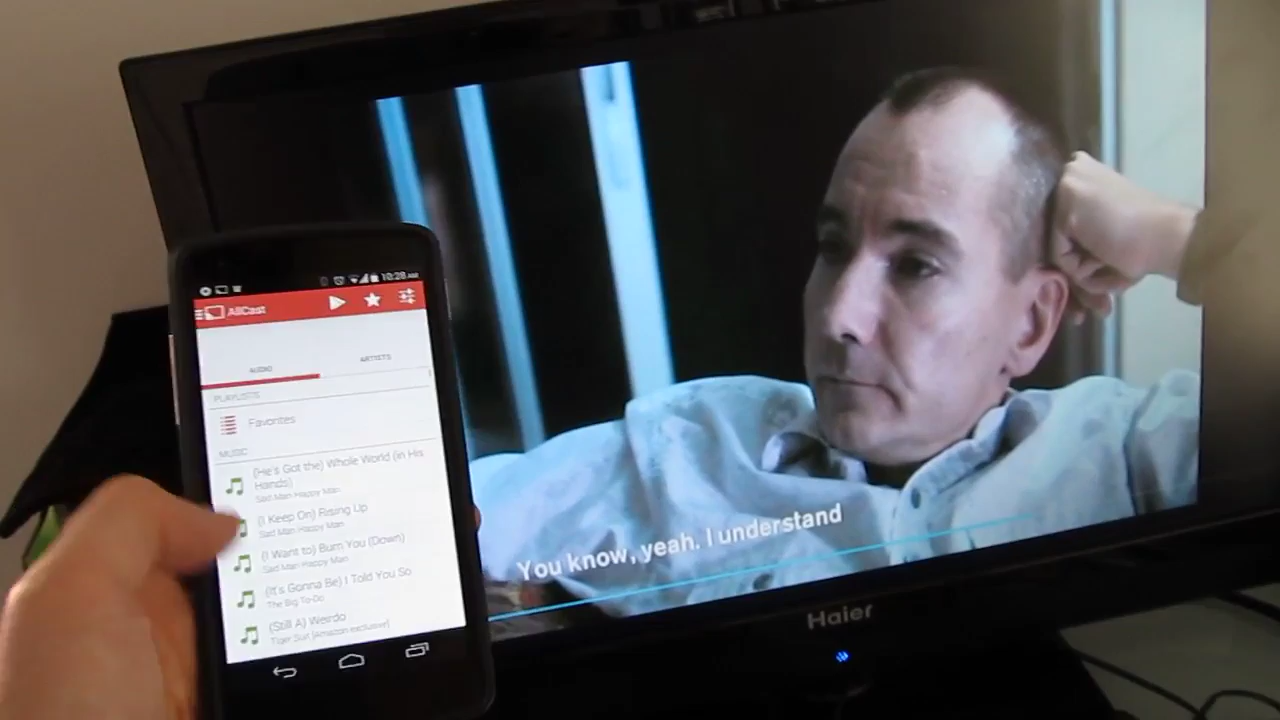 10:28 AM
AllCast
AUDIO
ARTISTS
PLAYLISTS
Favorites
MUSIC
(He's Got the) Whole World (in His
Hands)
Sad Man Happy Man
(I Keep On) Rising Up
Sad Man Happy Man
(I Want to) Burn You (Down)
Sad Man Happy Man
(It's Gonna Be) I Told You So
The Big To-Do
(Still A) Weirdo
Tiger Suit [Amazon exclusive]
You know, yeah. I understand
Haier